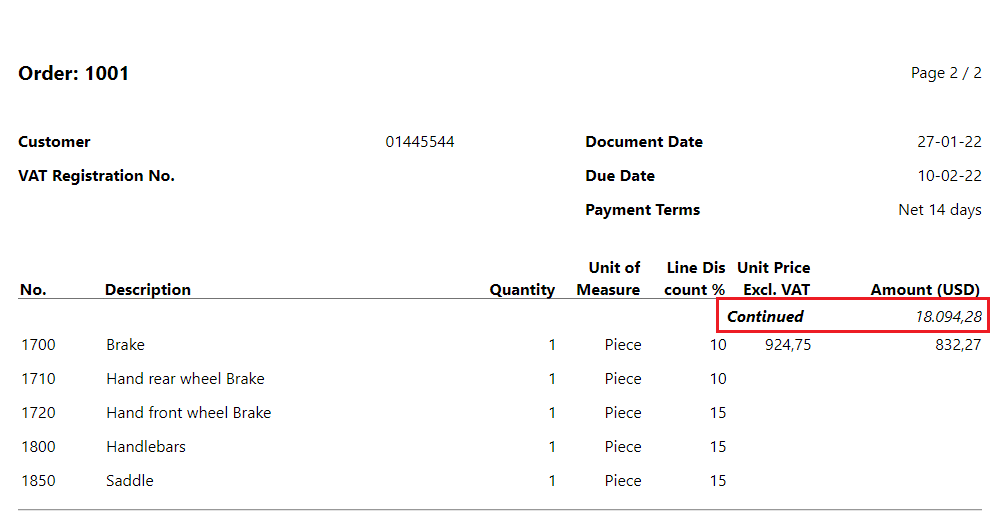 Order: 1001 Page 2 / 2
Customer 01445544 Document Date 27-01-22
VAT Registration No. Due Date 10-02-22
Payment Terms Net 14 days
Unit of Line Dis Unit Price
No. Description Quantity Measure count % Excl. VAT Amount (USD)
Continued 18.094,28
1700 Brake 1 Piece 10 924,75 832,27
1710 Hand rear wheel Brake 1 Piece 10
1720 Hand front wheel Brake 1 Piece 15
1800 Handlebars 1 Piece 15
1850 Saddle 1 Piece 15